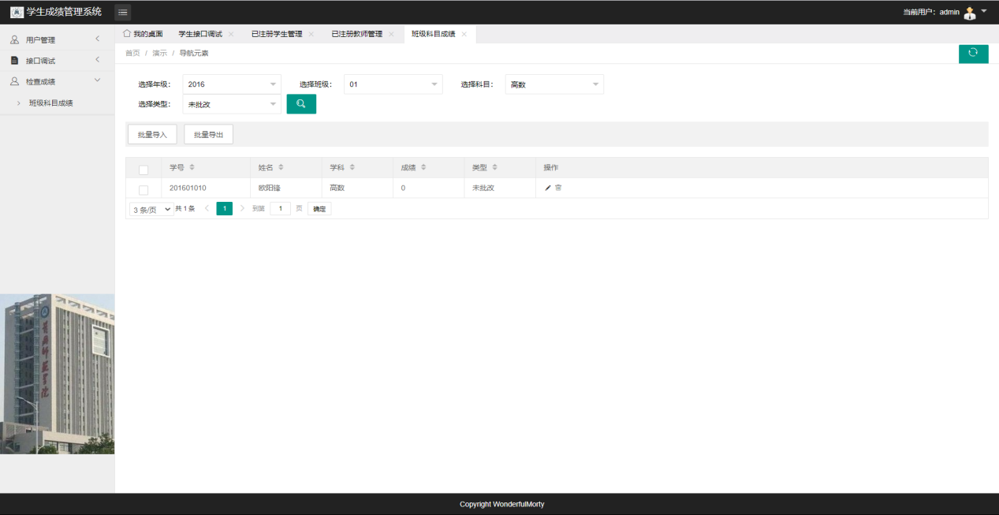 学生成绩管理系统
当前用户：admin
用户管理
接口调试
检查成绩
班级科目成绩
我的桌面 学生接口调试 已注册学生管理 已注册教师管理 班级科目成绩
首页 / 演示 / 导航元素
选择年级： 2016 选择班级： 01 选择科目： 高数
选择类型： 未批改
批量导入 批量导出
学号 姓名 学科 成绩 类型 操作
201601010 欧阳锋 高数 0 未批改
3 条/页 共 1 条 1 到第 1 页 确定
Copyright WonderfulMorty